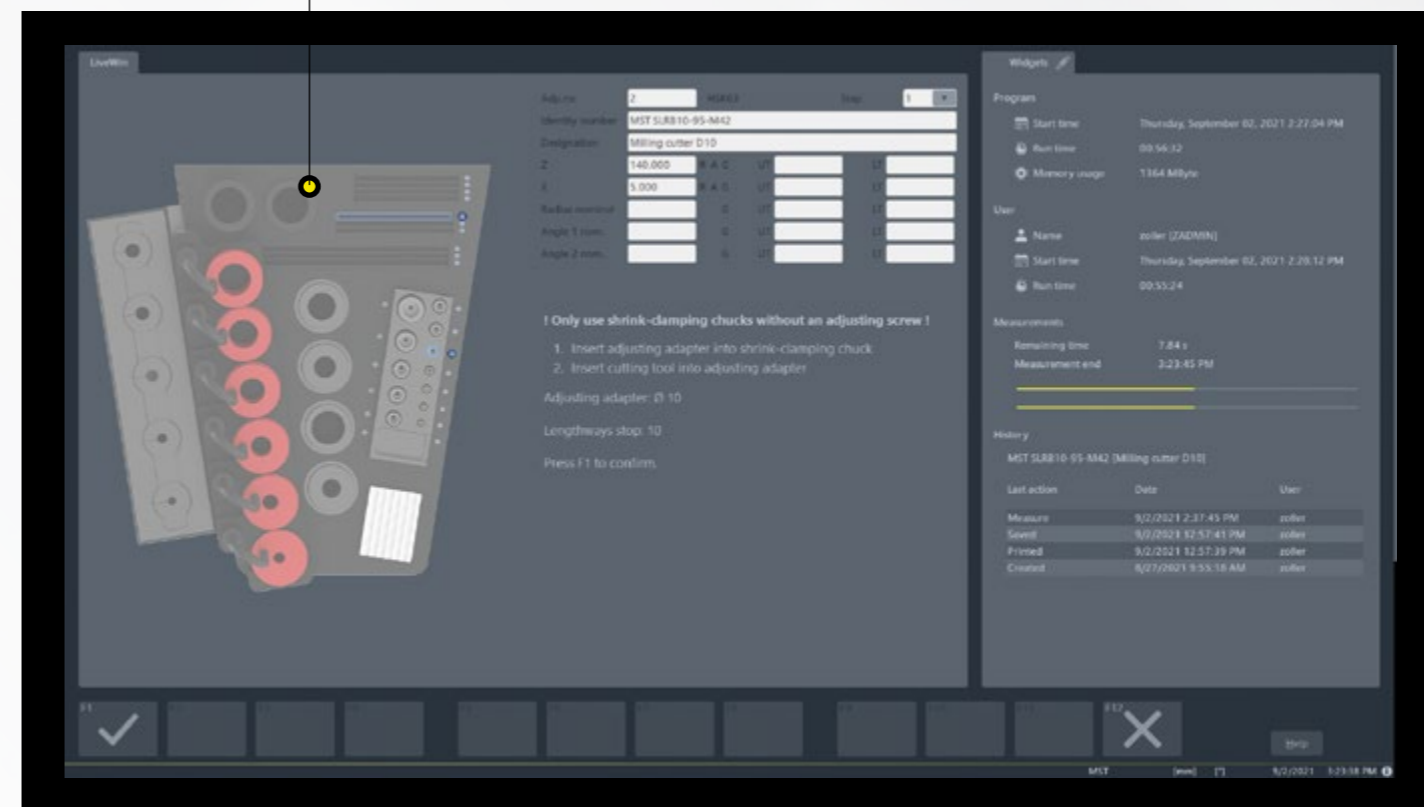 LiveWin
Adj.no. 2 Step 1
Identity number MST SLRB10-95-M42
Designation Milling cutter D10
Z 140.000 R A G UT LT
X 5.000 R A G UT LT
Radius nominal G UT LT
Angle 1 nom. G UT LT
Angle 2 nom. G UT LT
! Only use shrink-clamping chucks without an adjusting screw !
1. Insert adjusting adapter into shrink-clamping chuck
2. Insert cutting tool into adjusting adapter
Adjusting adapter: Ø 10
Lengthways stop: 10
Press F1 to confirm.
Widgets
Program
Start time Thursday, September 02, 2021 2:27:04 PM
Run time 00:56:32
Memory usage 1364 MByte
User
Name zoller (ZADMIN)
Start time Thursday, September 02, 2021 2:28:12 PM
Run time 00:55:24
Measurements
Remaining time 7.84 s
Measurement end 3:23:45 PM
History
MST SLRB10-95-M42 [Milling cutter D10]
Last action Date User
Measure 9/2/2021 2:37:45 PM zoller
Saved 9/2/2021 12:57:41 PM zoller
Printed 9/2/2021 12:57:39 PM zoller
Created 8/27/2021 9:55:18 AM zoller
F1 F12
Help
MST [mm] [°] 9/2/2021 3:23:38 PM